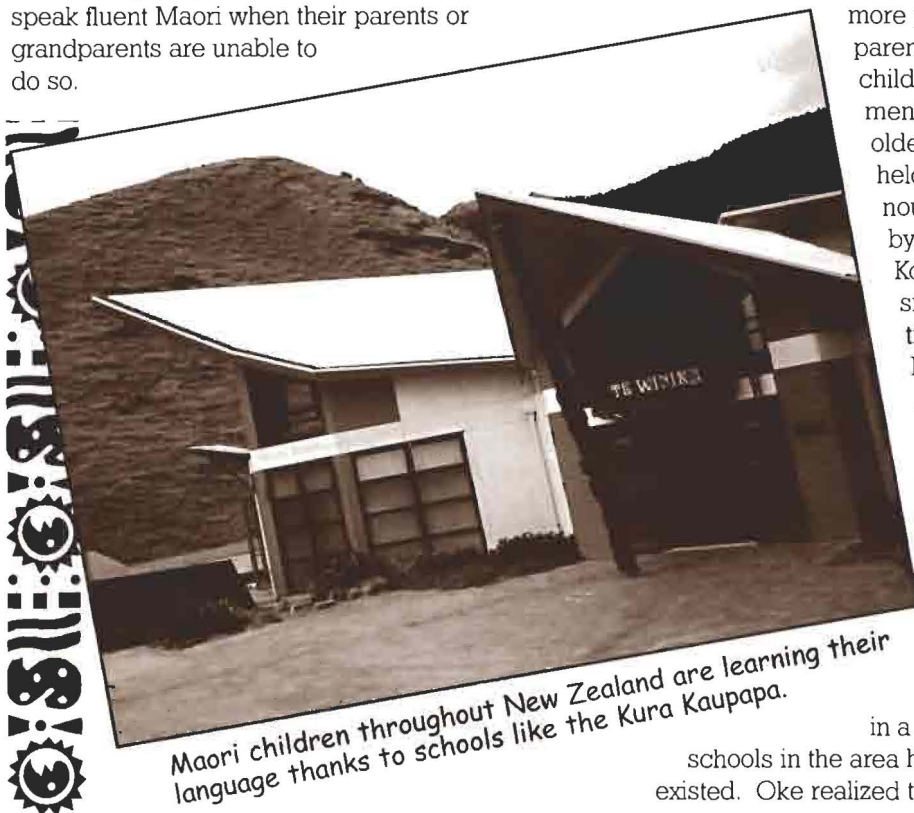 speak fluent Maori when their parents or
grandparents are unable to
do so.
TE
Maori children throughout New Zealand are learning their
language thanks to schools like the Kura Kaupapa.
more
paren
child
men
olde
held
nou
by
Ko
si
t
in a
schools in the area h
existed. Oke realized t